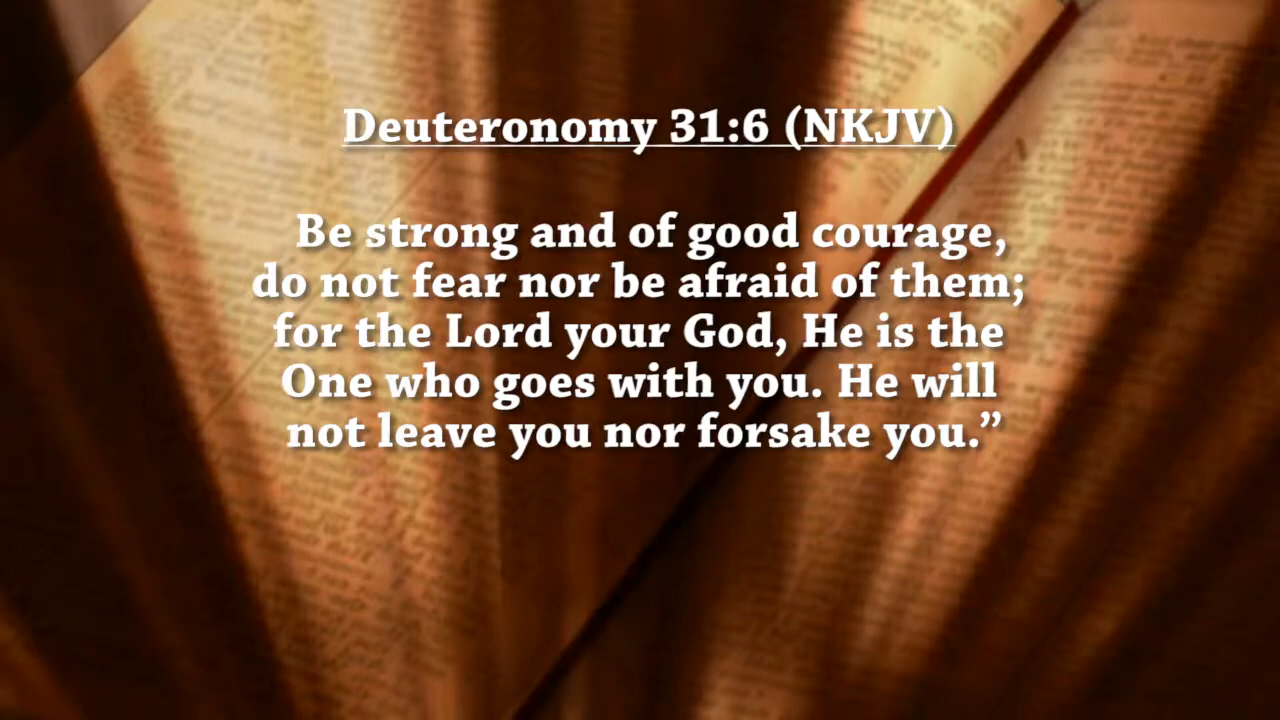 Deuteronomy 31:6 (NKJV)
Be strong and of good courage,
do not fear nor be afraid of them;
for the Lord your God, He is the
One who goes with you. He will
not leave you nor forsake you.”